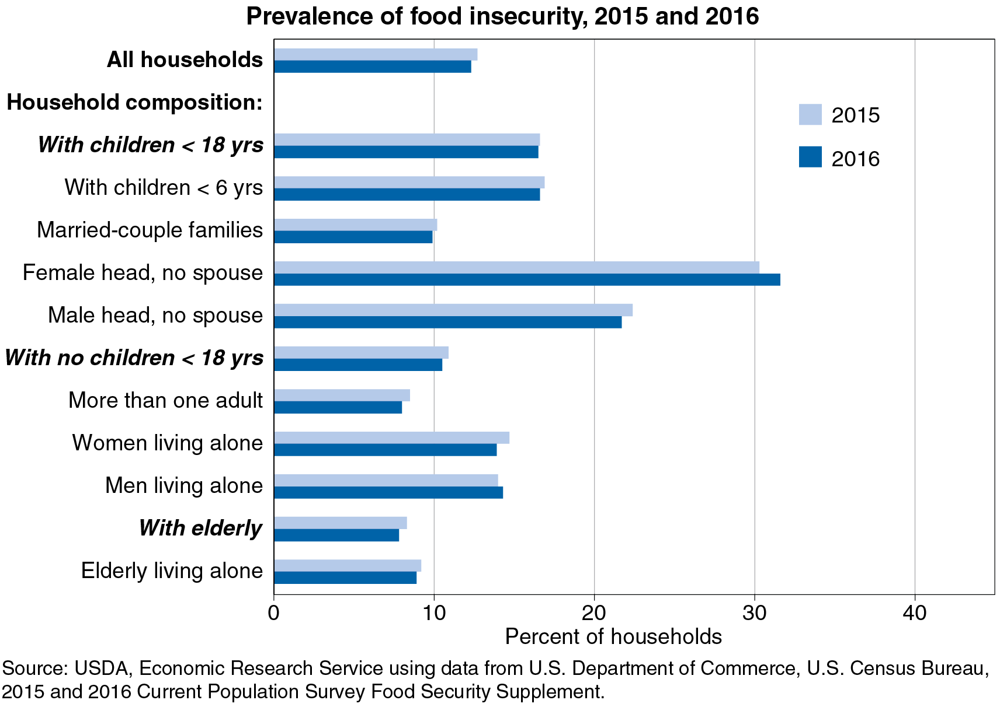 Prevalence of food insecurity, 2015 and 2016
All households
Household composition:
With children < 18 yrs
With children < 6 yrs
Married-couple families
Female head, no spouse
Male head, no spouse
With no children < 18 yrs
More than one adult
Women living alone
Men living alone
With elderly
Elderly living alone
2015
2016
0 10 20 30 40
Percent of households
Source: USDA, Economic Research Service using data from U.S. Department of Commerce, U.S. Census Bureau,
2015 and 2016 Current Population Survey Food Security Supplement.